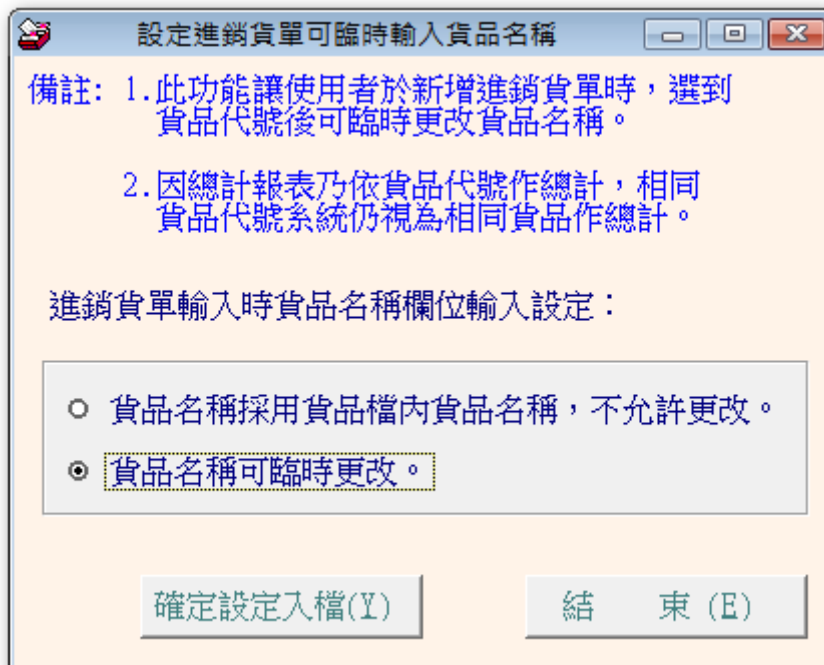 設定進銷貨單可臨時輸入貨品名稱
備註: 1.此功能讓使用者於新增進銷貨單時，選到
貨品代號後可臨時更改貨品名稱。
2.因總計報表乃依貨品代號作總計，相同
貨品代號系統仍視為相同貨品作總計。
進銷貨單輸入時貨品名稱欄位輸入設定：
貨品名稱採用貨品檔內貨品名稱，不允許更改。
貨品名稱可臨時更改。
確定設定入檔(Y) 結　束(E)